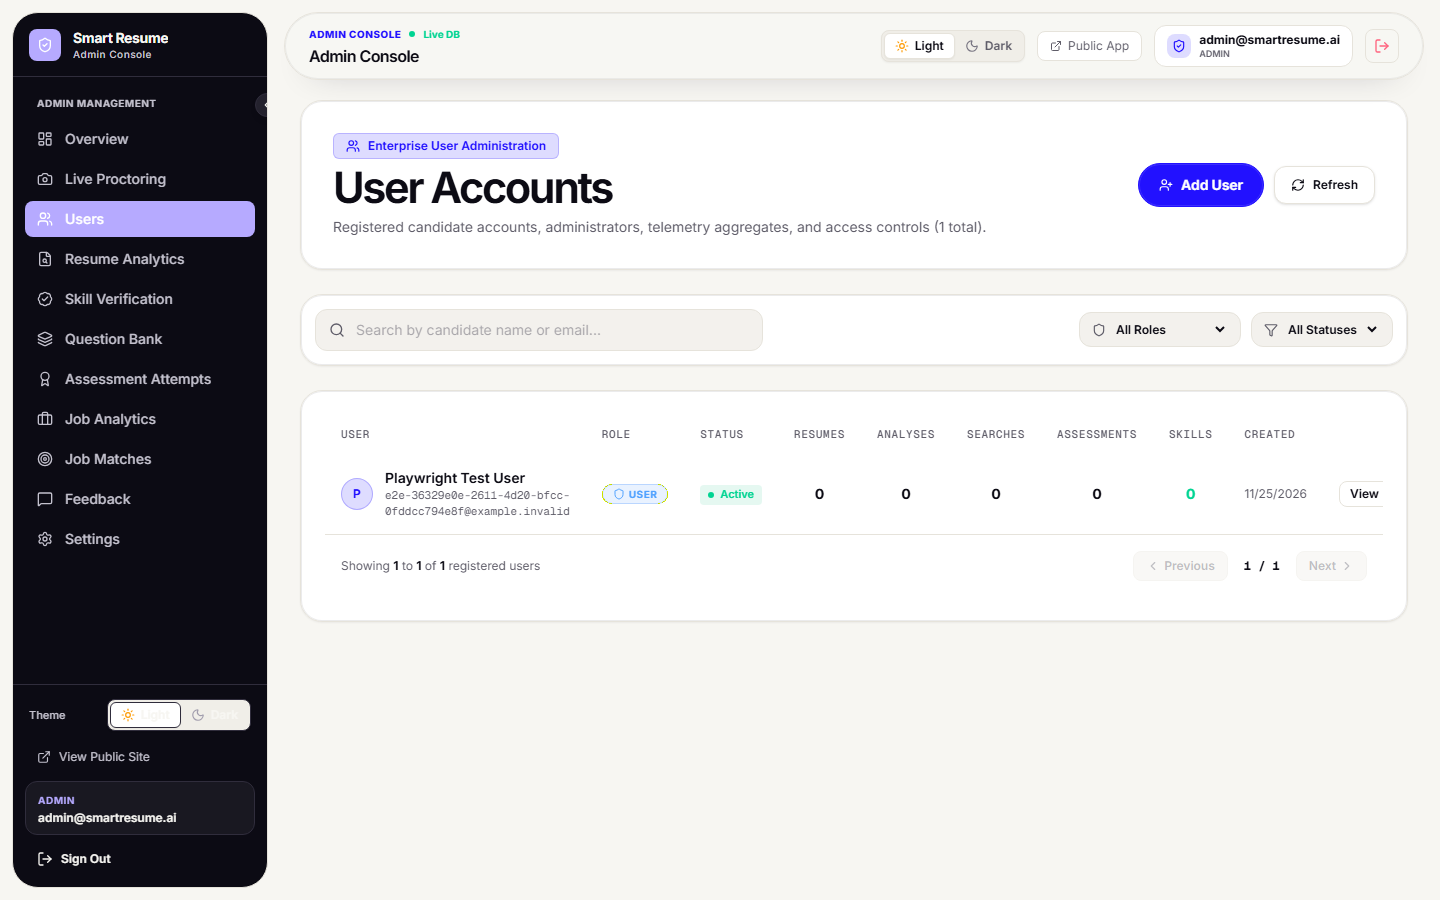 Smart Resume
Admin Console
ADMIN MANAGEMENT
Overview
Live Proctoring
Users
Resume Analytics
Skill Verification
Question Bank
Assessment Attempts
Job Analytics
Job Matches
Feedback
Settings
Theme
Light
Dark
View Public Site
ADMIN
admin@smartresume.ai
Sign Out
ADMIN CONSOLE
Live DB
Admin Console
Light
Dark
Public App
admin@smartresume.ai
ADMIN
Enterprise User Administration
User Accounts
Registered candidate accounts, administrators, telemetry aggregates, and access controls (1 total).
Add User
Refresh
Search by candidate name or email...
All Roles
All Statuses
USER ROLE STATUS RESUMES ANALYSES SEARCHES ASSESSMENTS SKILLS CREATED
P
Playwright Test User
e2e-36329e0e-2611-4d20-bfcc-
0fddcc794e8f@example.invalid
USER
Active
0 0 0 0 0 11/25/2026 View
Showing 1 to 1 of 1 registered users
Previous 1 / 1 Next